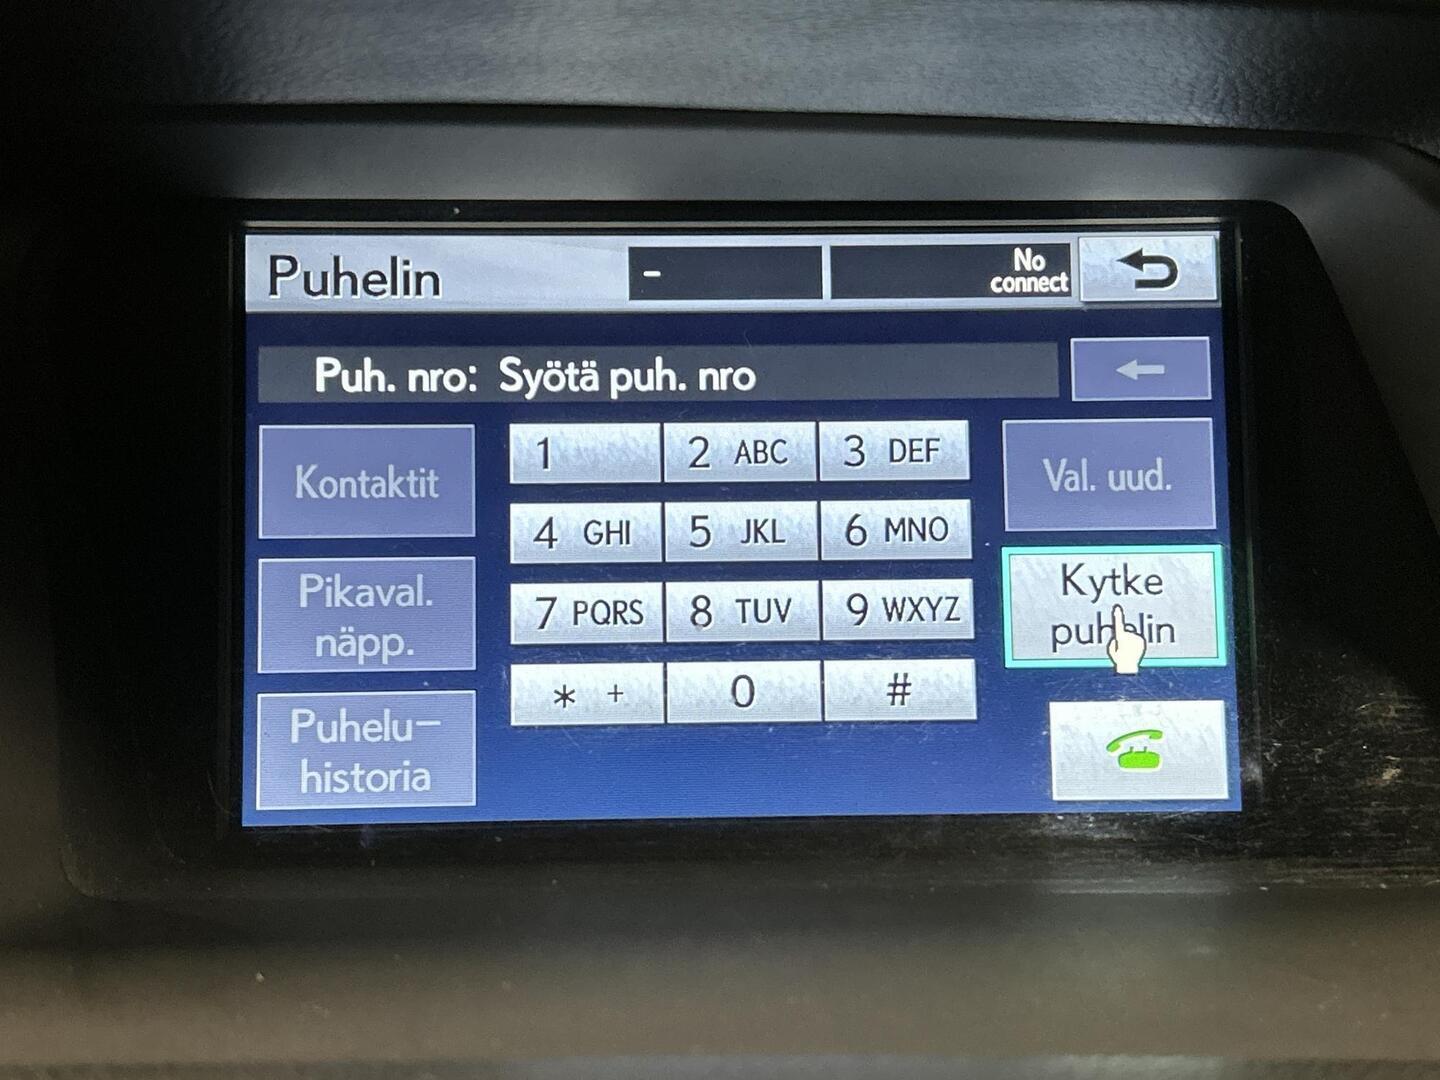 Puhelin
-
No
connect
Puh. nro: Syötä puh. nro
Kontaktit
1
2 ABC
3 DEF
Val. uud.
4 GHI
5 JKL
6 MNO
Pikaval.
näpp.
7 PQRS
8 TUV
9 WXYZ
Kytke
puhelin
Puhelu-
historia
* +
0
#